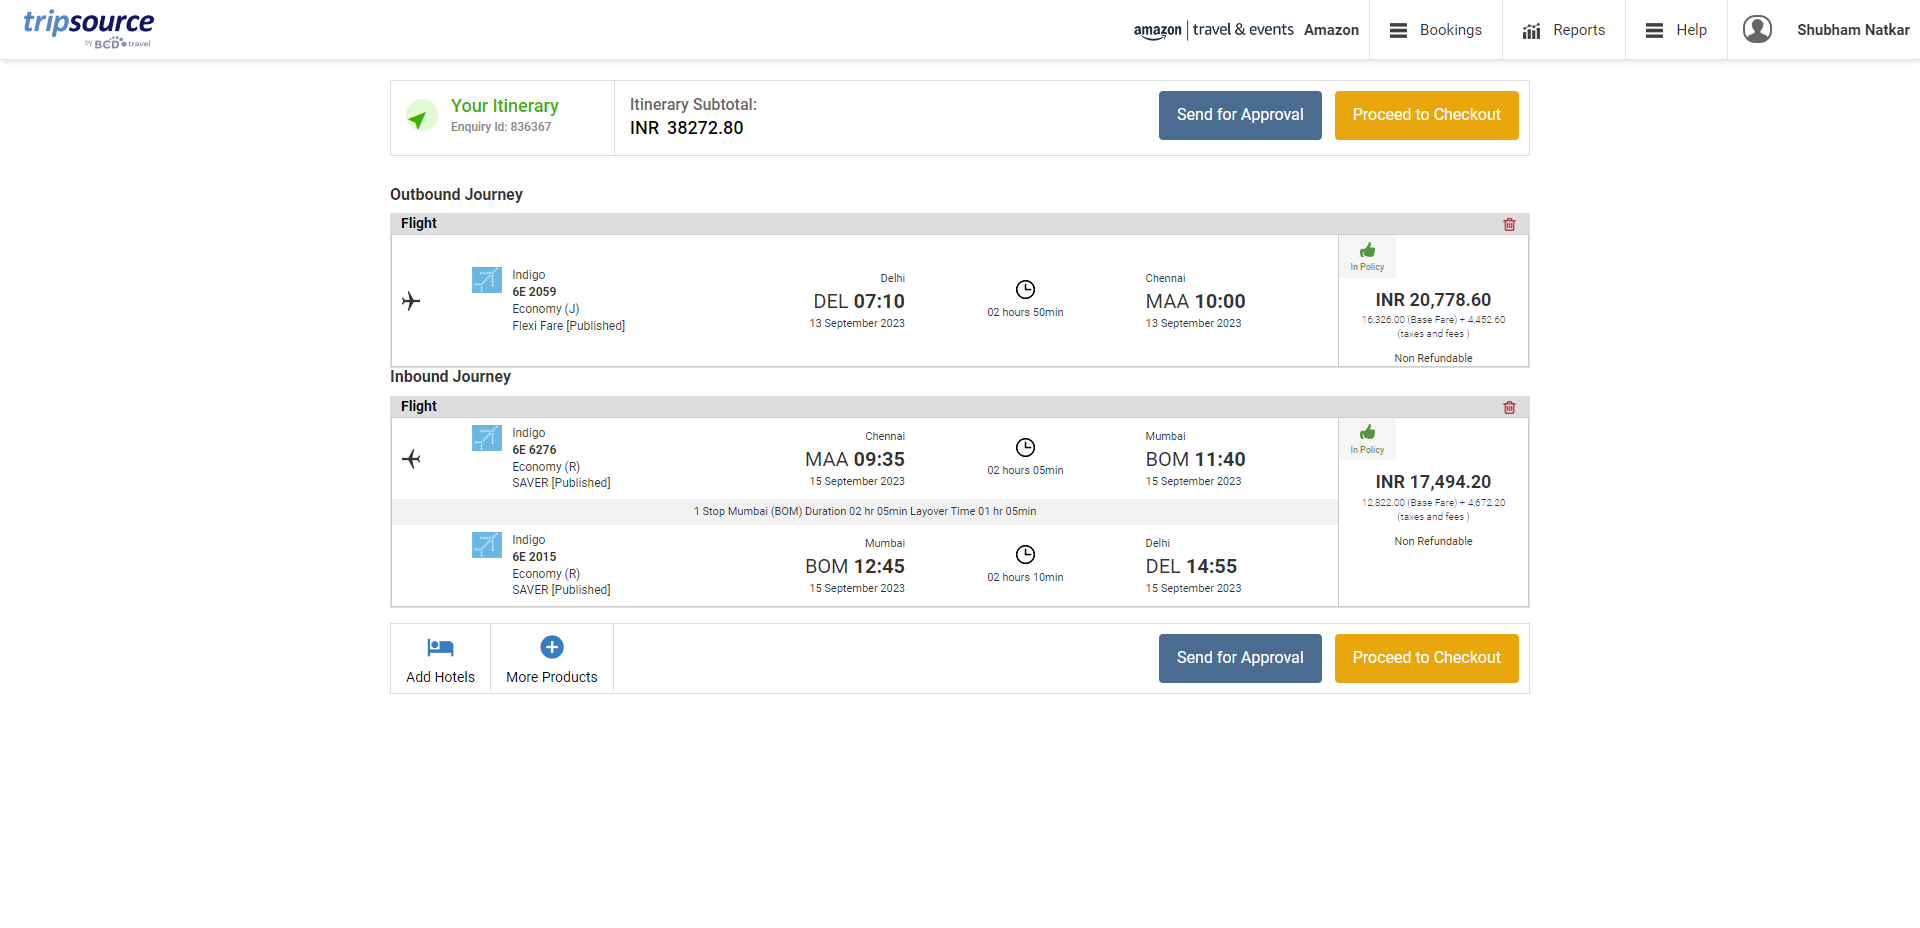 tripsource
by BCD travel
amazon travel & events Amazon
Bookings
Reports
Help
Shubham Natkar
Your Itinerary
Enquiry Id: 836367
Itinerary Subtotal:
INR 38272.80
Send for Approval
Proceed to Checkout
Outbound Journey
Flight
Indigo
6E 2059
Economy (J)
Flexi Fare [Published]
Delhi
DEL 07:10
13 September 2023
02 hours 50min
Chennai
MAA 10:00
13 September 2023
In Policy
INR 20,778.60
16,326.00 (Base Fare) + 4,452.60
(taxes and fees )
Non Refundable
Inbound Journey
Flight
Indigo
6E 6276
Economy (R)
SAVER [Published]
Chennai
MAA 09:35
15 September 2023
02 hours 05min
Mumbai
BOM 11:40
15 September 2023
In Policy
INR 17,494.20
12,822.00 (Base Fare) + 4,672.20
(taxes and fees )
Non Refundable
1 Stop Mumbai (BOM) Duration 02 hr 05min Layover Time 01 hr 05min
Indigo
6E 2015
Economy (R)
SAVER [Published]
Mumbai
BOM 12:45
15 September 2023
02 hours 10min
Delhi
DEL 14:55
15 September 2023
Add Hotels
More Products
Send for Approval
Proceed to Checkout